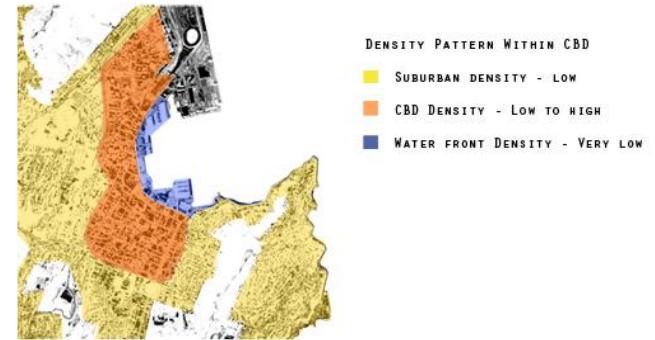 Density Pattern Within CBD
Suburban density - low
CBD Density - Low to high
Water front Density - Very low